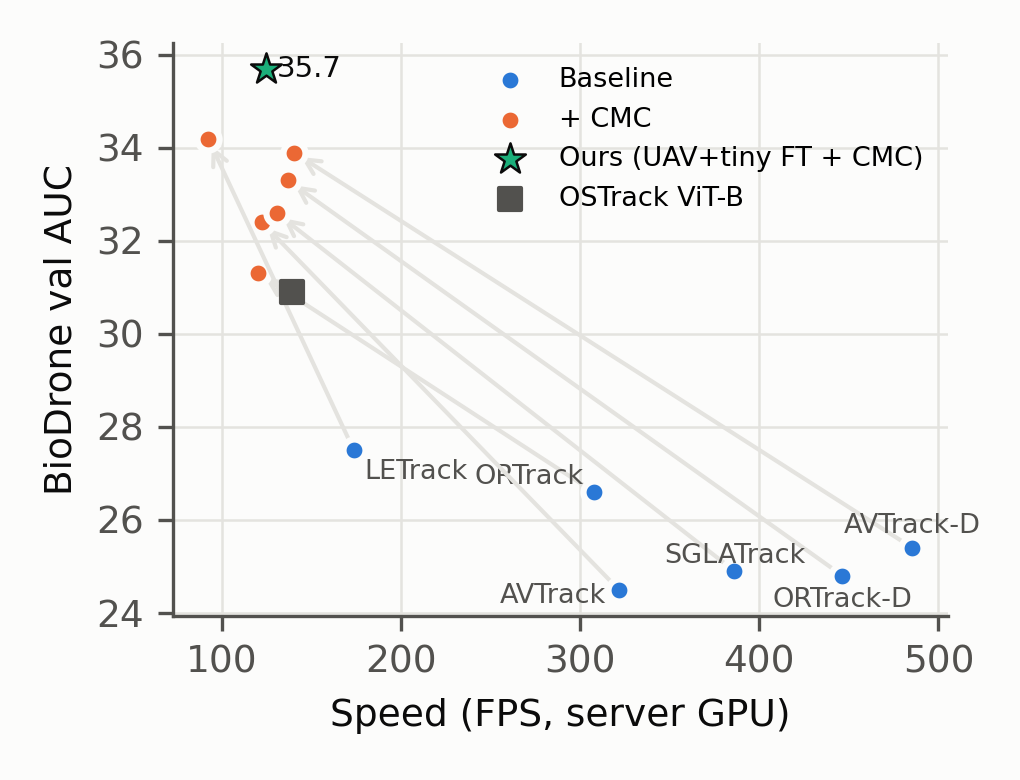 BioDrone val AUC
36
34
32
30
28
26
24
35.7
Baseline
+ CMC
Ours (UAV+tiny FT + CMC)
OSTrack ViT-B
LETrack
ORTrack
AVTrack-D
SGLATrack
AVTrack
ORTrack-D
100
200
300
400
500
Speed (FPS, server GPU)